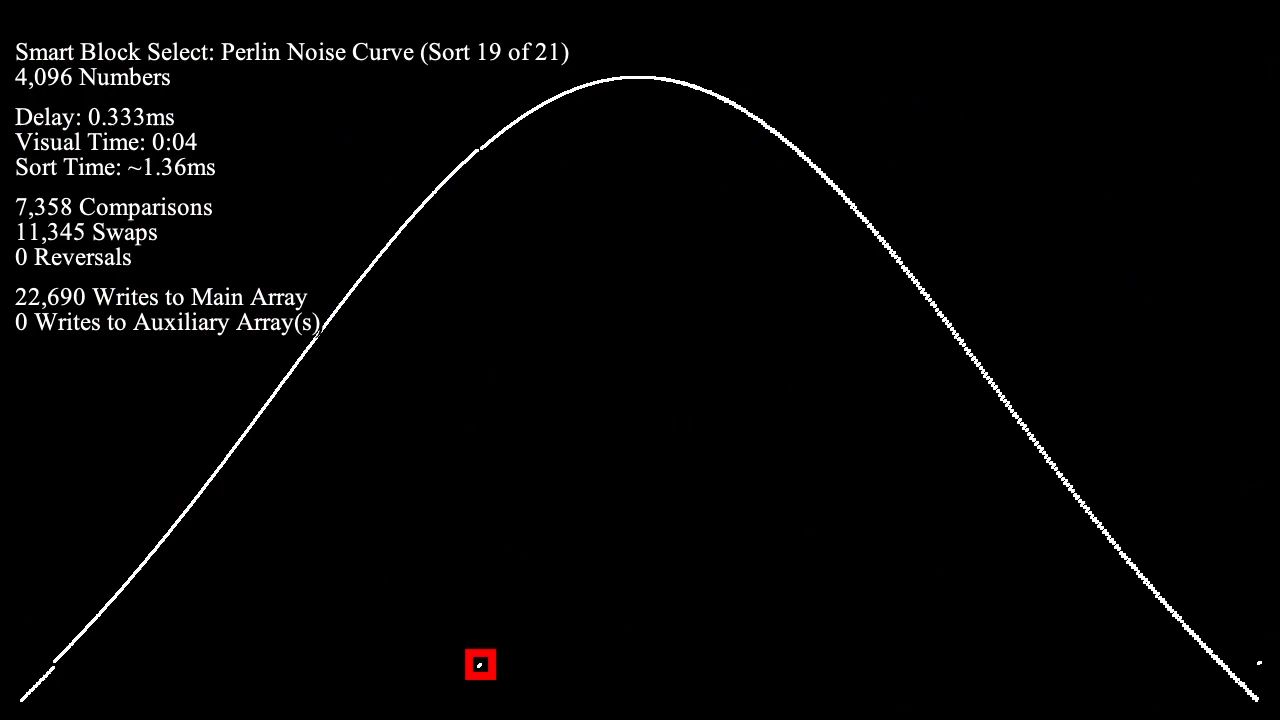 Smart Block Select: Perlin Noise Curve (Sort 19 of 21)
4,096 Numbers
Delay: 0.333ms
Visual Time: 0:04
Sort Time: ~1.36ms
7,358 Comparisons
11,345 Swaps
0 Reversals
22,690 Writes to Main Array
0 Writes to Auxiliary Array(s)